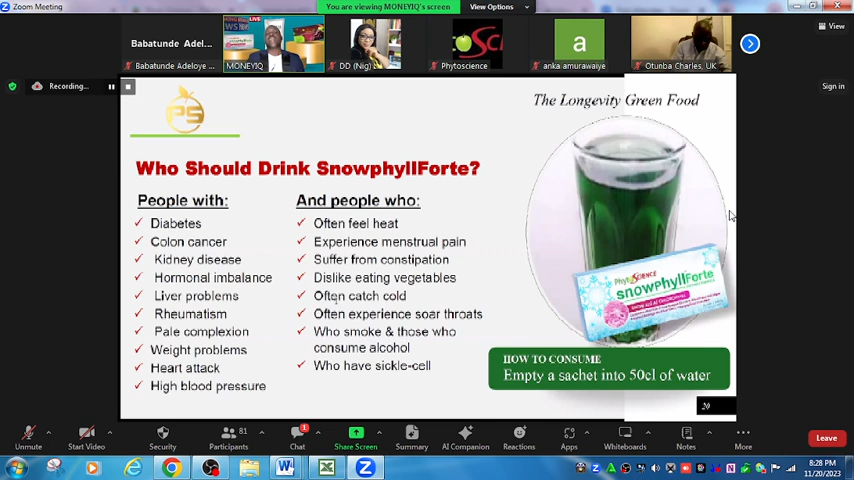 Zoom Meeting
You are viewing MONEYIQ's screen
View Options
LIVE
Babatunde Adel...
Babatunde Adeloye ...
MONEYIQ
DD (Nig)
Phytoscience
a
anka amurawaiye
Otunba Charles, UK
View
Recording...
Sign in
PS
The Longevity Green Food
Who Should Drink SnowphyllForte?
People with:
Diabetes
Colon cancer
Kidney disease
Hormonal imbalance
Liver problems
Rheumatism
Pale complexion
Weight problems
Heart attack
High blood pressure
And people who:
Often feel heat
Experience menstrual pain
Suffer from constipation
Dislike eating vegetables
Often catch cold
Often experience soar throats
Who smoke & those who
consume alcohol
Who have sickle-cell
PhytoSCIENCE
snowphyllForte
HOW TO CONSUME
Empty a sachet into 50cl of water
20
Unmute
Start Video
Security
81
Participants
1
Chat
Share Screen
Summary
AI Companion
Reactions
Apps
Whiteboards
Notes
More
Leave
8:28 PM
11/20/2023